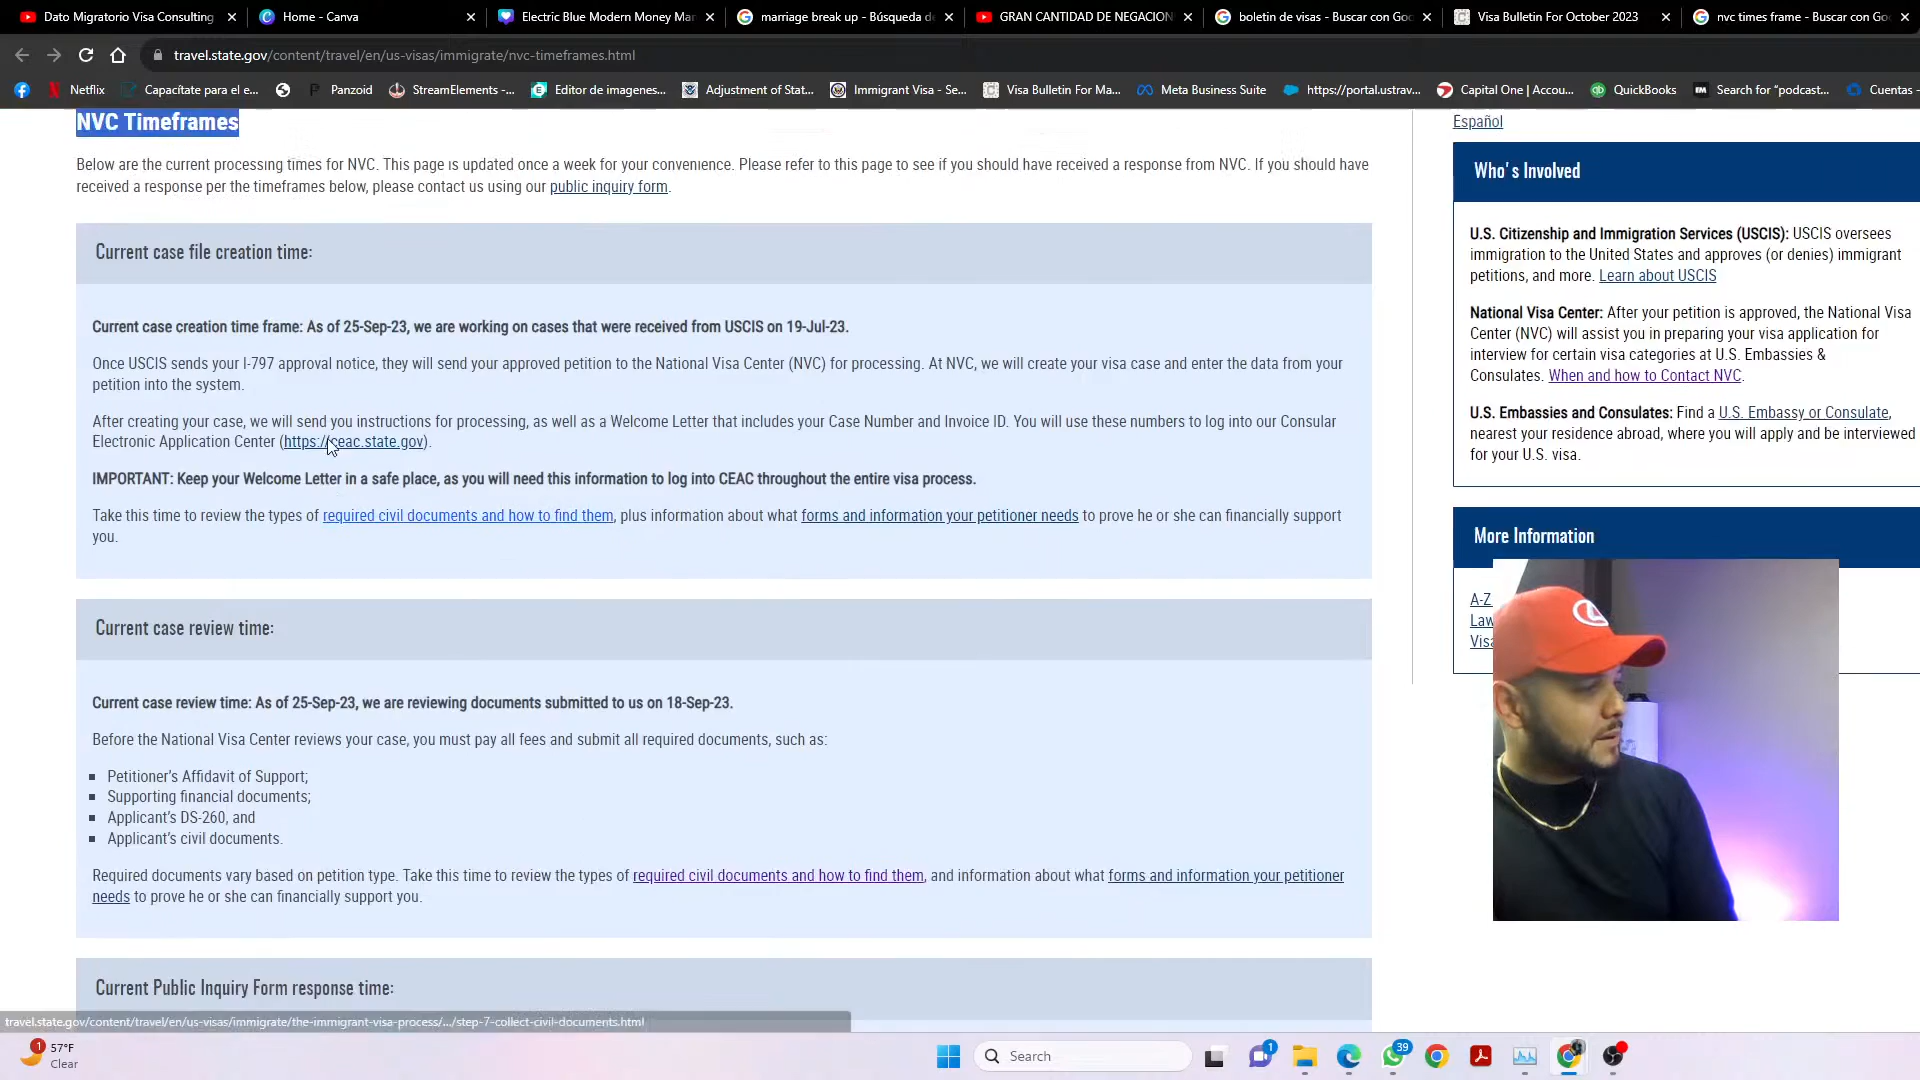 Dato Migratorio Visa Consulting
Home - Canva
Electric Blue Modern Money Mar
marriage break up - Búsqueda d
GRAN CANTIDAD DE NEGACION
boletin de visas - Buscar con Goo
Visa Bulletin For October 2023
nvc times frame - Buscar con Go
travel.state.gov/content/travel/en/us-visas/immigrate/nvc-timeframes.html
Netflix
Capacítate para el e...
Panzoid
StreamElements -...
Editor de imagenes...
Adjustment of Stat...
Immigrant Visa - Se...
Visa Bulletin For Ma...
Meta Business Suite
https://portal.ustrav...
Capital One | Accou...
QuickBooks
Search for “podcast...
Cuentas -
NVC Timeframes
Below are the current processing times for NVC. This page is updated once a week for your convenience. Please refer to this page to see if you should have received a response from NVC. If you should have
received a response per the timeframes below, please contact us using our public inquiry form.
Current case file creation time:
Current case creation time frame: As of 25-Sep-23, we are working on cases that were received from USCIS on 19-Jul-23.
Once USCIS sends your I-797 approval notice, they will send your approved petition to the National Visa Center (NVC) for processing. At NVC, we will create your visa case and enter the data from your
petition into the system.
After creating your case, we will send you instructions for processing, as well as a Welcome Letter that includes your Case Number and Invoice ID. You will use these numbers to log into our Consular
Electronic Application Center (https://ceac.state.gov).
IMPORTANT: Keep your Welcome Letter in a safe place, as you will need this information to log into CEAC throughout the entire visa process.
Take this time to review the types of required civil documents and how to find them, plus information about what forms and information your petitioner needs to prove he or she can financially support
you.
Current case review time:
Current case review time: As of 25-Sep-23, we are reviewing documents submitted to us on 18-Sep-23.
Before the National Visa Center reviews your case, you must pay all fees and submit all required documents, such as:
Petitioner’s Affidavit of Support;
Supporting financial documents;
Applicant’s DS-260, and
Applicant’s civil documents.
Required documents vary based on petition type. Take this time to review the types of required civil documents and how to find them, and information about what forms and information your petitioner
needs to prove he or she can financially support you.
Current Public Inquiry Form response time:
Español
Who's Involved
U.S. Citizenship and Immigration Services (USCIS): USCIS oversees
immigration to the United States and approves (or denies) immigrant
petitions, and more. Learn about USCIS
National Visa Center: After your petition is approved, the National Visa
Center (NVC) will assist you in preparing your visa application for
interview for certain visa categories at U.S. Embassies &
Consulates. When and how to Contact NVC.
U.S. Embassies and Consulates: Find a U.S. Embassy or Consulate,
nearest your residence abroad, where you will apply and be interviewed
for your U.S. visa.
More Information
A-Z
Law
Visa
travel.state.gov/content/travel/en/us-visas/immigrate/the-immigrant-visa-process/.../step-7-collect-civil-documents.html
1
57°F
Clear
Search
1
39